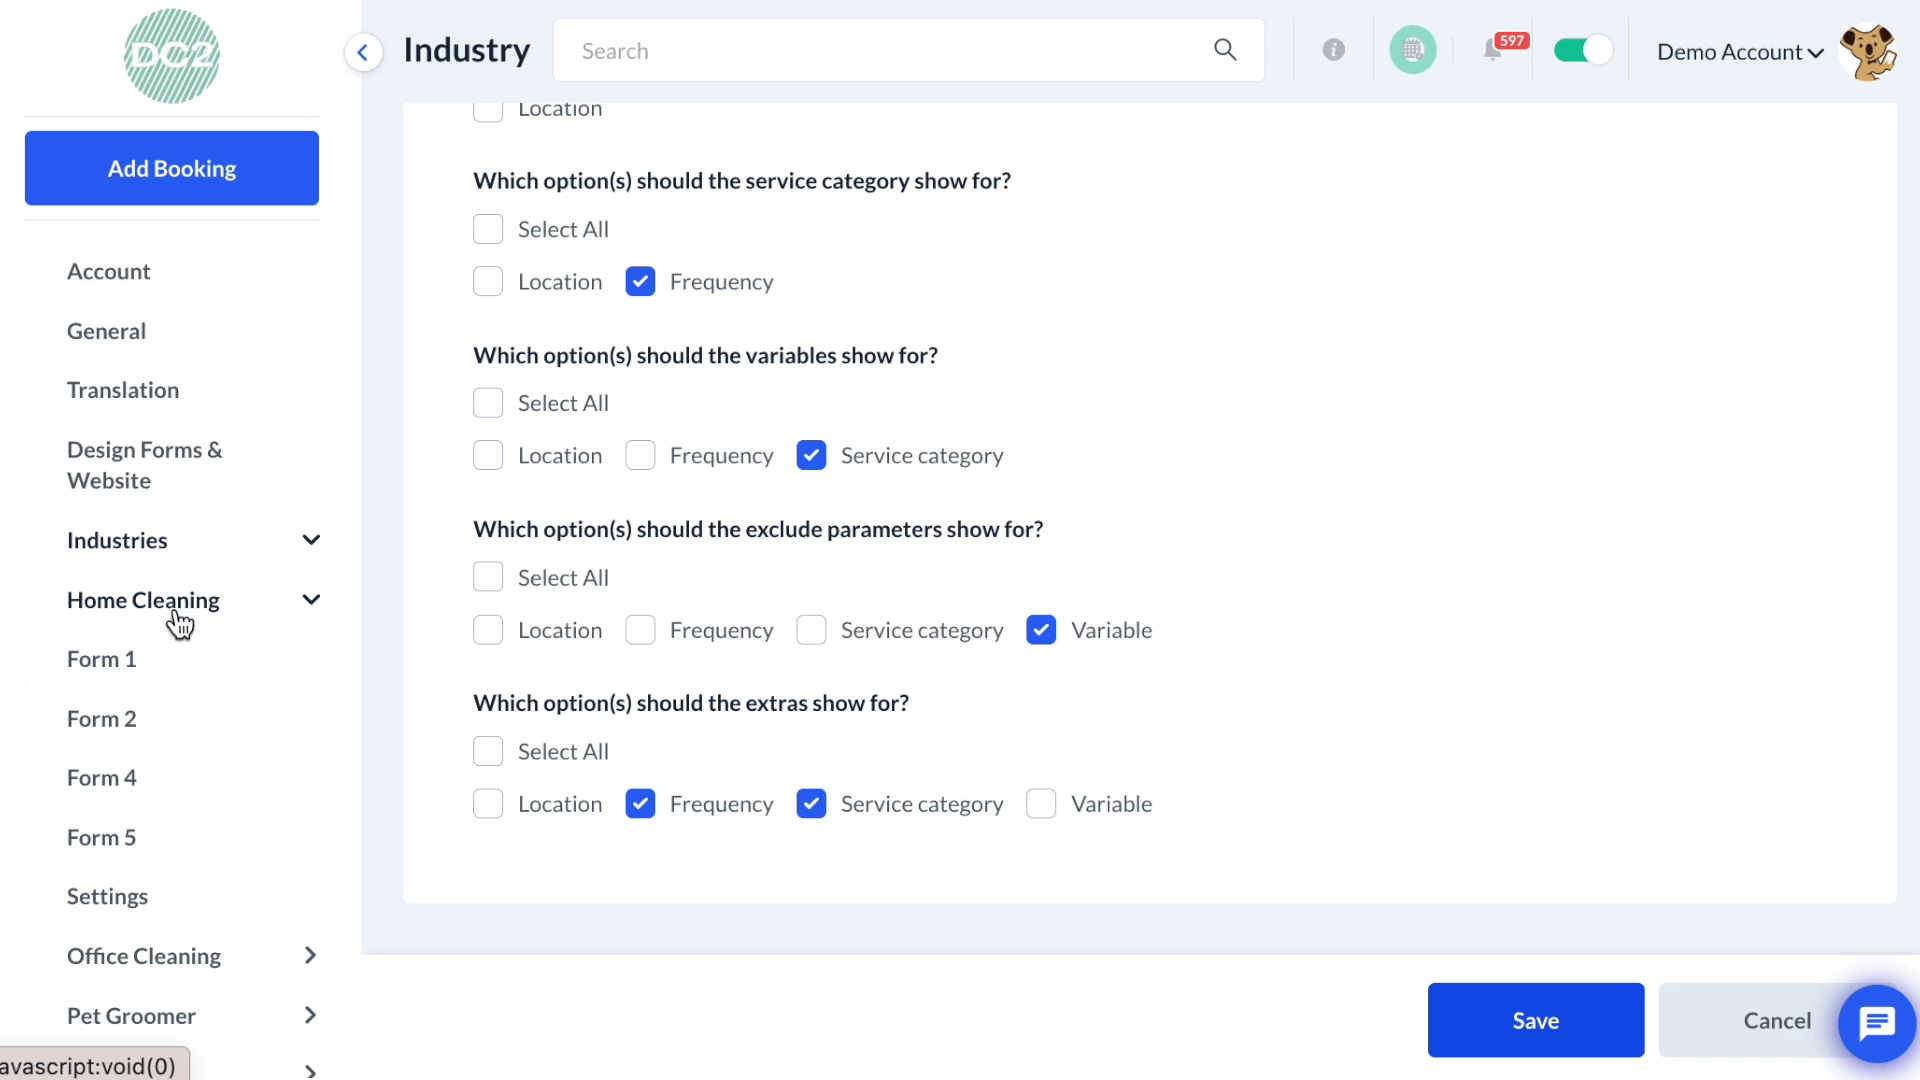 DC2
Industry
Search
597
Demo Account
Add Booking
Account
General
Translation
Design Forms &
Website
Industries
Home Cleaning
Form 1
Form 2
Form 4
Form 5
Settings
Office Cleaning
Pet Groomer
avascript:void(0)
Location
Which option(s) should the service category show for?
Select All
Location Frequency
Which option(s) should the variables show for?
Select All
Location Frequency Service category
Which option(s) should the exclude parameters show for?
Select All
Location Frequency Service category Variable
Which option(s) should the extras show for?
Select All
Location Frequency Service category Variable
Save
Cancel